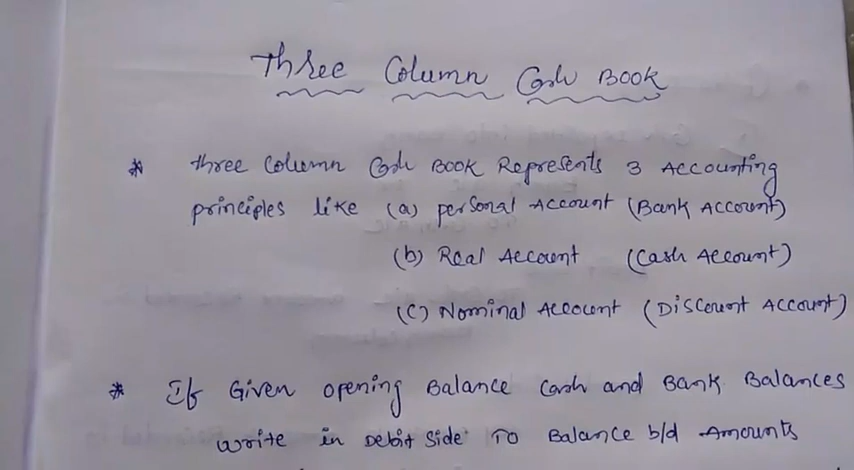 Three Column Cash Book
* three Column Cash Book Represents 3 Accounting
principles like (a) personal Account (Bank Account)
(b) Real Account (Cash Account)
(C) Nominal Account (Discount Account)
* If Given opening Balance Cash and Bank Balances
write in Debit side To Balance b/d Amounts